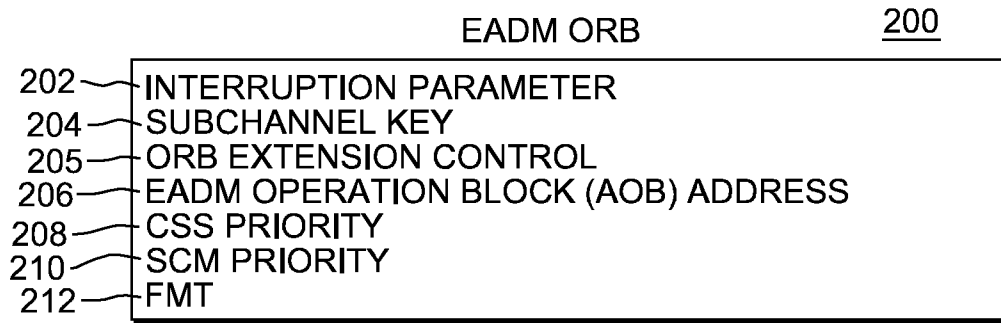 EADM ORB 200
202 INTERRUPTION PARAMETER
204 SUBCHANNEL KEY
205 ORB EXTENSION CONTROL
206 EADM OPERATION BLOCK (AOB) ADDRESS
208 CSS PRIORITY
210 SCM PRIORITY
212 FMT